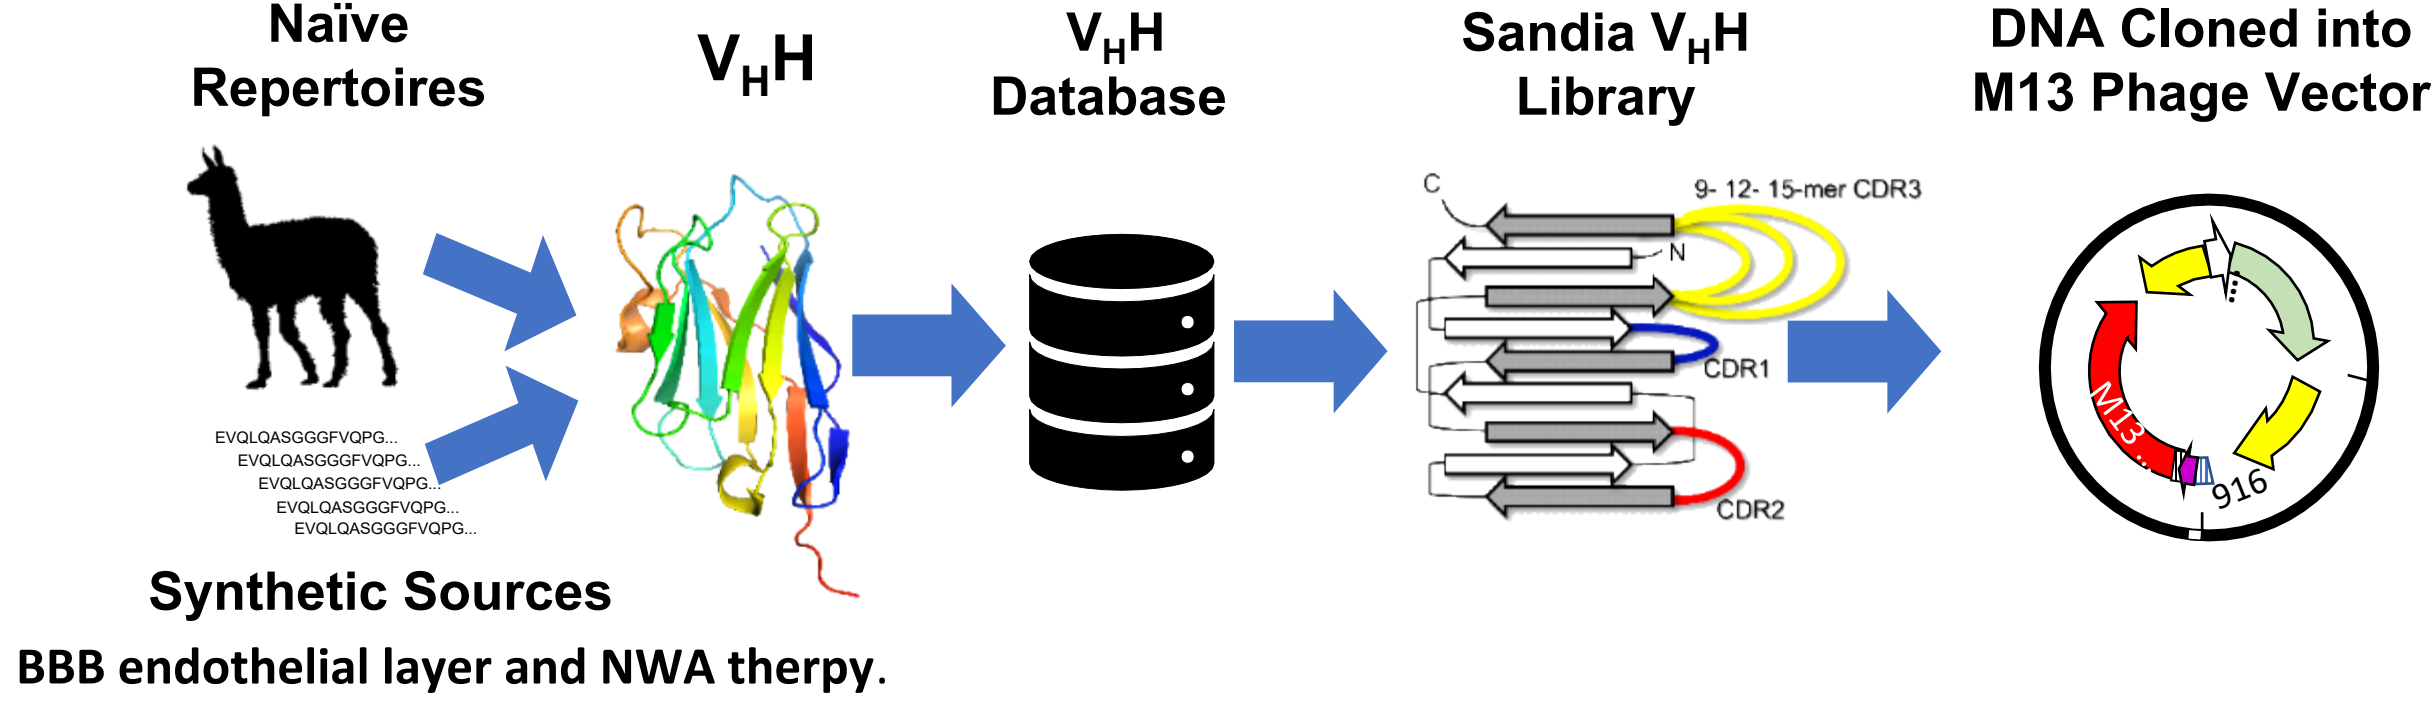 Naïve
Repertoires
VHH
VHH
Database
Sandia VHH
Library
DNA Cloned into
M13 Phage Vector
C
9- 12- 15-mer CDR3
N
CDR1
CDR2
M13...
916
EVQLQASGGGFVQPG...
EVQLQASGGGFVQPG...
EVQLQASGGGFVQPG...
EVQLQASGGGFVQPG...
EVQLQASGGGFVQPG...
Synthetic Sources
BBB endothelial layer and NWA therpy.